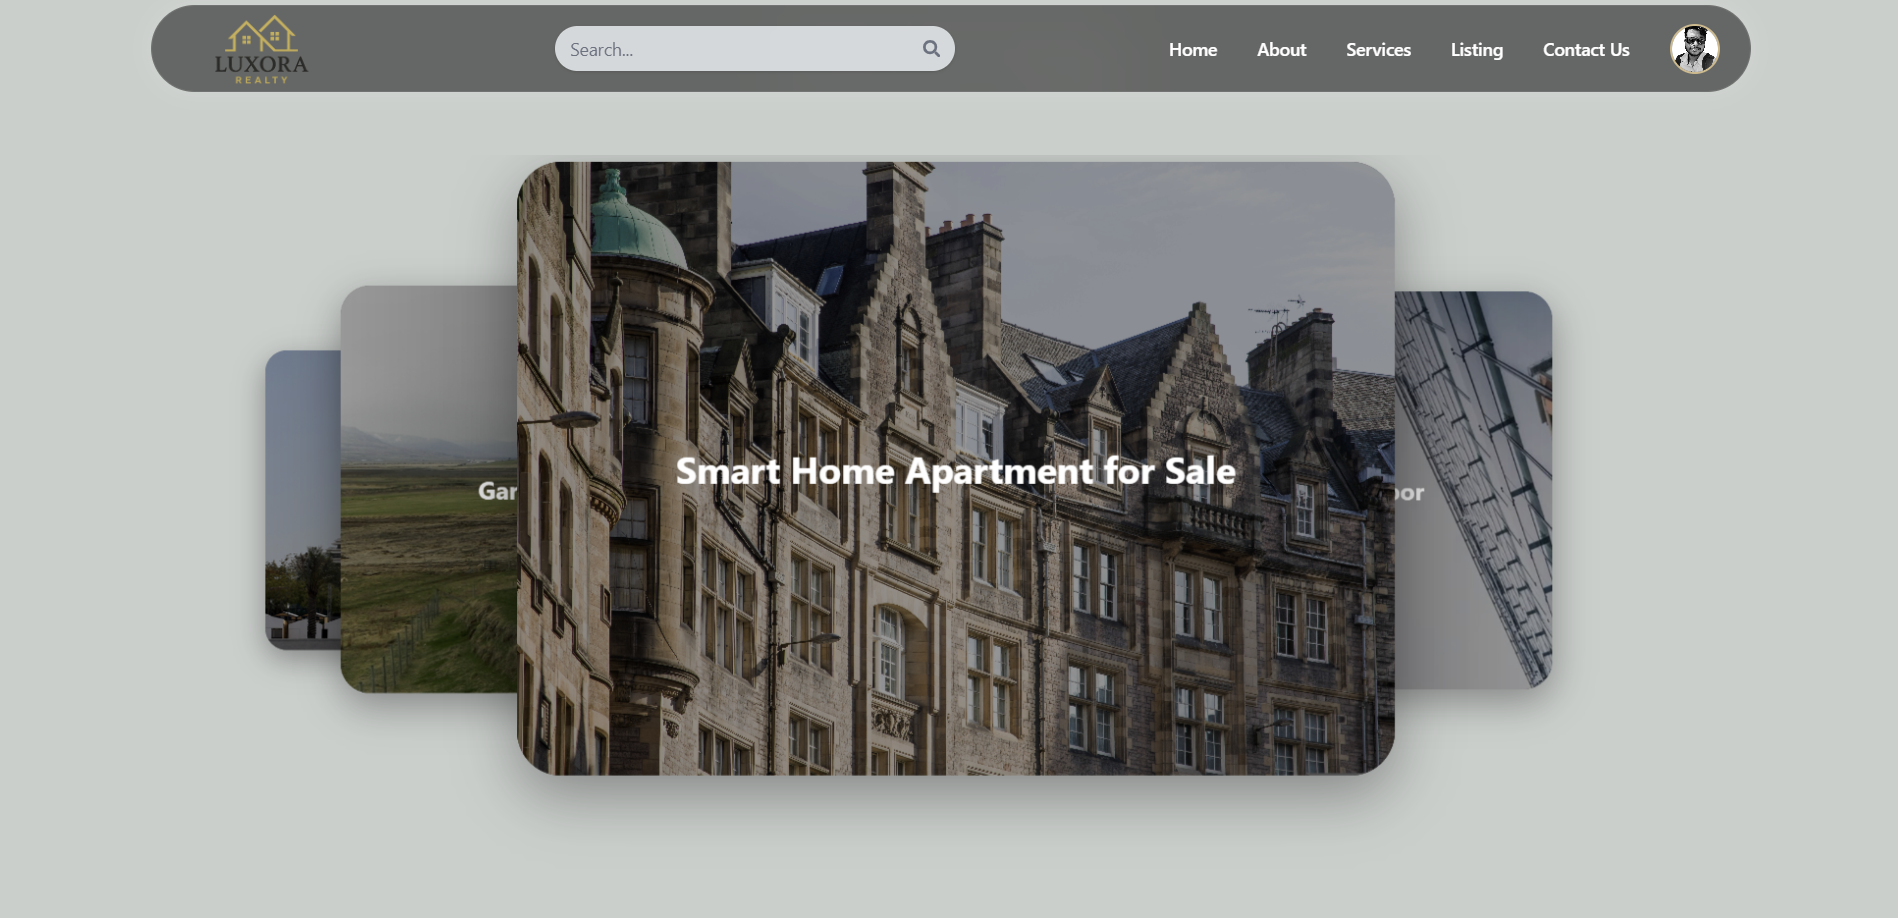 LUXORA
REALTY
Search...
Home
About
Services
Listing
Contact Us
Smart Home Apartment for Sale
Gar
oor